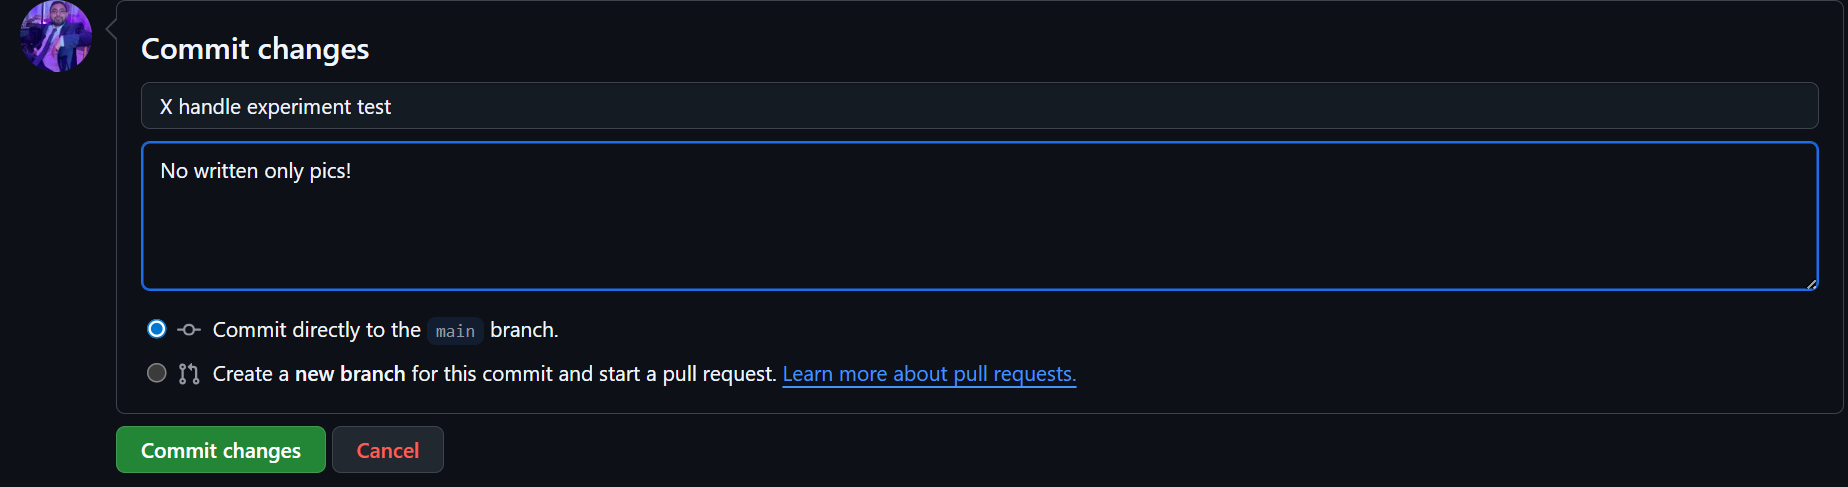 Commit changes
X handle experiment test
No written only pics!
Commit directly to the main branch.
Create a new branch for this commit and start a pull request. Learn more about pull requests.
Commit changes
Cancel